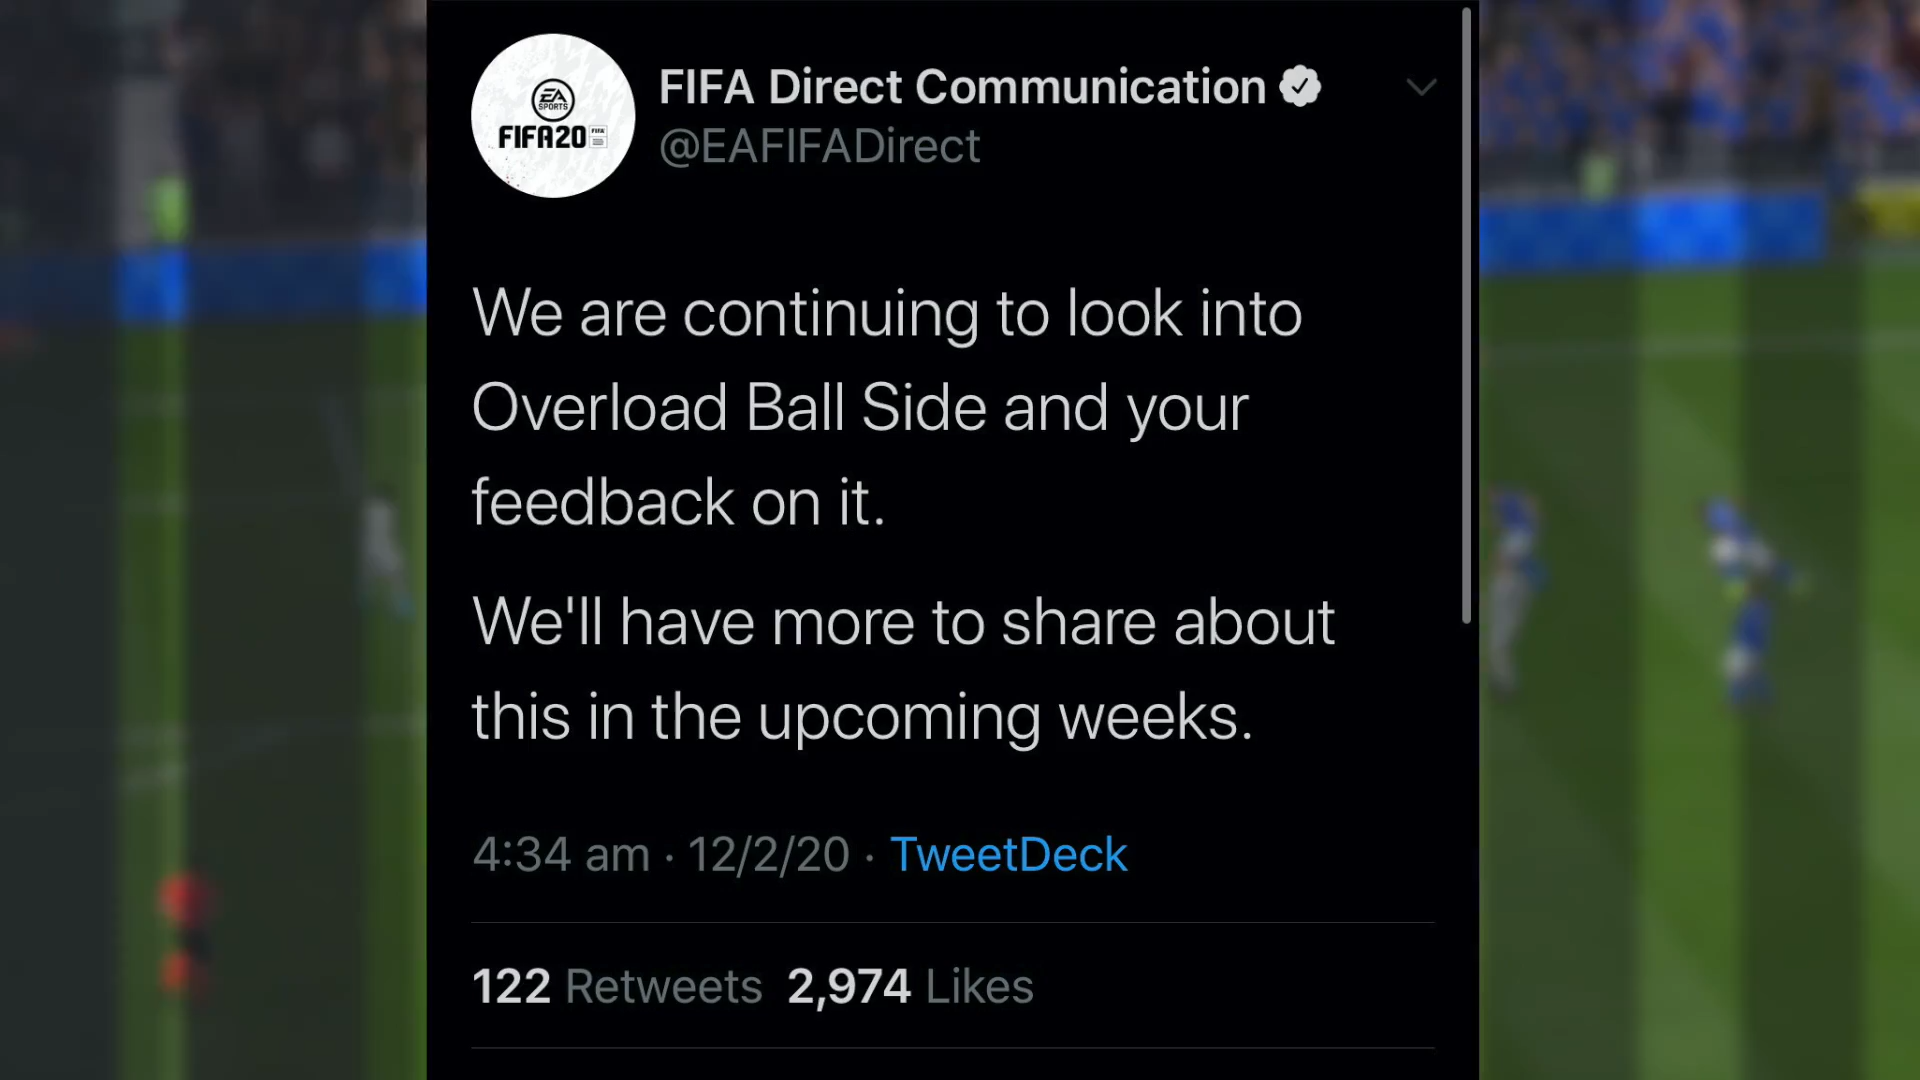 EA
SPORTS
FIFA20
FIFA
FIFA Direct Communication
@EAFIFADirect
We are continuing to look into
Overload Ball Side and your
feedback on it.
We'll have more to share about
this in the upcoming weeks.
4:34 am · 12/2/20 · TweetDeck
122 Retweets 2,974 Likes